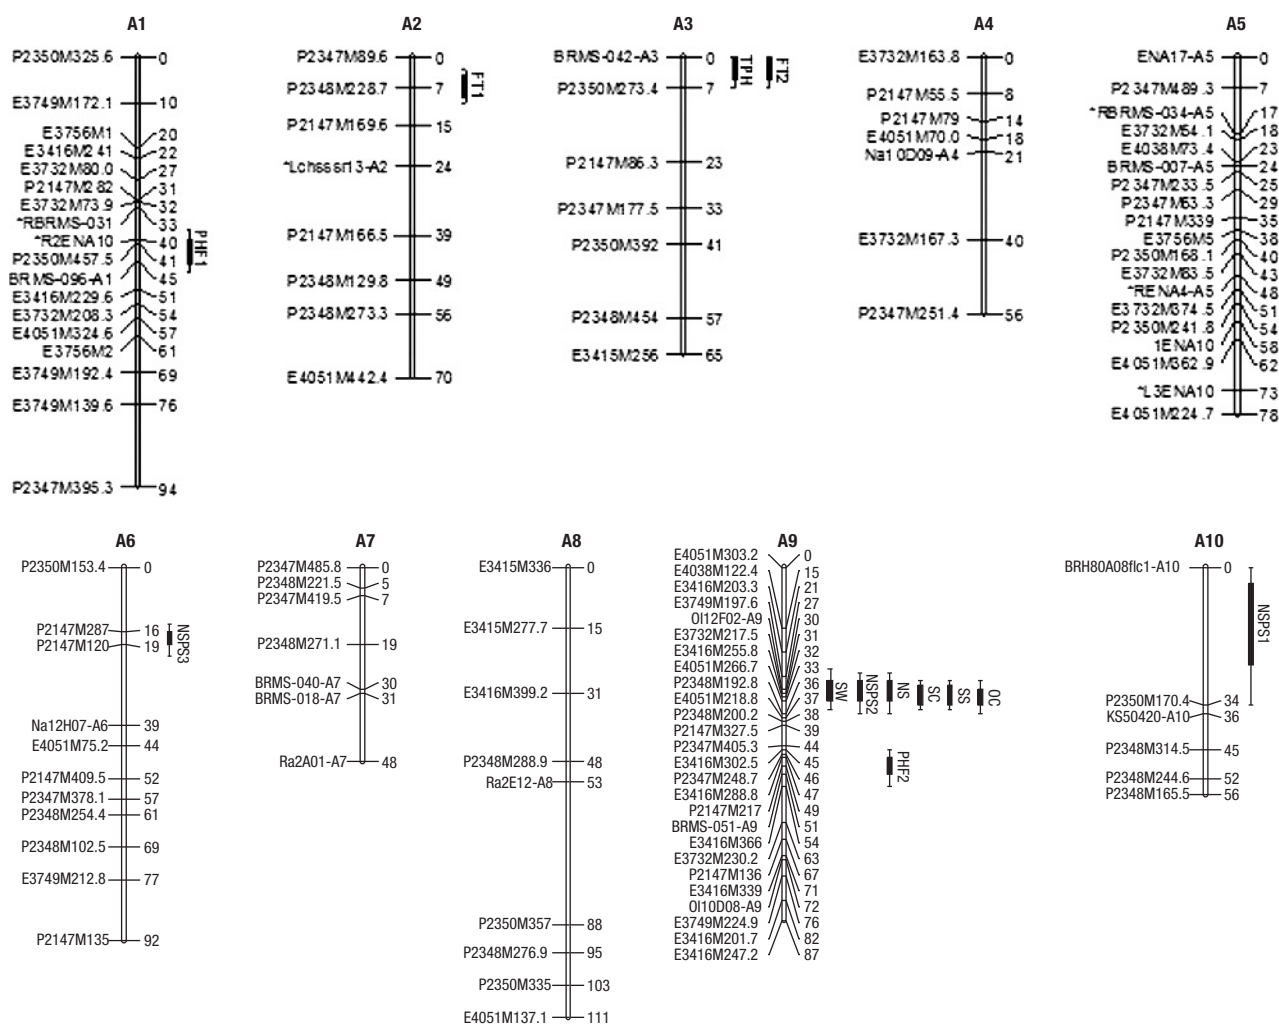 A1
P2350M325.6 0
E3749M172.1 10
E3756M1 20
E3416M241 22
E3732M80.0 27
P2147M282 31
E3732M73.9 32
*RBRMS-031 33
*R2ENA10 40
P2350M457.5 41
BRMS-096-A1 45
E3416M229.6 51
E3732M208.3 54
E4051M324.6 57
E3756M2 61
E3749M192.4 69
E3749M139.6 76
P2347M395.3 94
PHF1
A2
P2347M89.6 0
P2348M228.7 7
P2147M169.6 15
*Lchsssr13-A2 24
P2147M166.5 39
P2348M129.8 49
P2348M273.3 56
E4051M442.4 70
FT1
A3
BRMS-042-A3 0
P2350M273.4 7
P2147M86.3 23
P2347M177.5 33
P2350M392 41
P2348M454 57
E3415M256 65
TPH
FT2
A4
E3732M163.8 0
P2147M55.5 8
P2147M79 14
E4051M70.0 18
Na10D09-A4 21
E3732M167.3 40
P2347M251.4 56
A5
ENA17-A5 0
P2347M489.3 7
*RBRMS-034-A5 17
E3732M54.1 18
E4038M73.4 23
BRMS-007-A5 24
P2347M233.5 25
P2347M63.3 29
P2147M339 35
E3756M5 38
P2350M168.1 40
E3732M83.5 43
*RENA4-A5 48
E3732M374.5 51
P2350M241.8 54
1ENA10 58
E4051M362.9 62
*L3ENA10 73
E4051M224.7 78
A6
P2350M153.4 0
P2147M287 16
P2147M120 19
Na12H07-A6 39
E4051M75.2 44
P2147M409.5 52
P2347M378.1 57
P2348M254.4 61
P2348M102.5 69
E3749M212.8 77
P2147M135 92
NSPS3
A7
P2347M485.8 0
P2348M221.5 5
P2347M419.5 7
P2348M271.1 19
BRMS-040-A7 30
BRMS-018-A7 31
Ra2A01-A7 48
A8
E3415M336 0
E3415M277.7 15
E3416M399.2 31
P2348M288.9 48
Ra2E12-A8 53
P2350M357 88
P2348M276.9 95
P2350M335 103
E4051M137.1 111
A9
E4051M303.2 0
E4038M122.4 15
E3416M203.3 21
E3749M197.6 27
Ol12F02-A9 30
E3732M217.5 31
E3416M255.8 32
E4051M266.7 33
P2348M192.8 36
E4051M218.8 37
P2348M200.2 38
P2147M327.5 39
P2347M405.3 44
E3416M302.5 45
P2347M248.7 46
E3416M288.8 47
P2147M217 49
BRMS-051-A9 51
E3416M366 54
E3732M230.2 63
P2147M136 67
E3416M339 71
Ol10D08-A9 72
E3749M224.9 76
E3416M201.7 82
E3416M247.2 87
SW
NSPS2
NS
SC
SS
OC
PHF2
A10
BRH80A08flc1-A10 0
P2350M170.4 34
KS50420-A10 36
P2348M314.5 45
P2348M244.6 52
P2348M165.5 56
NSPS1